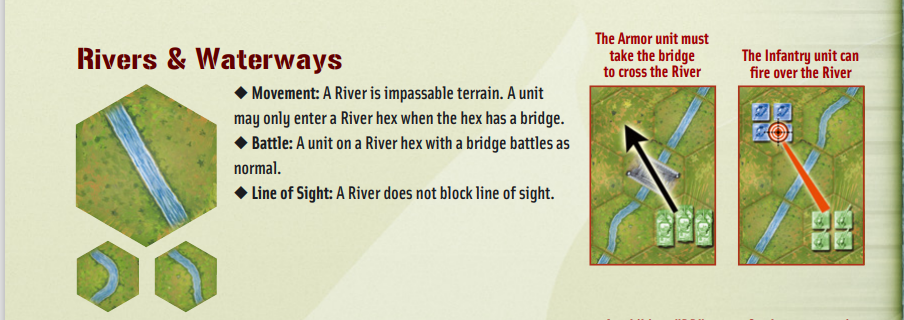 Rivers & Waterways
◆ Movement: A River is impassable terrain. A unit
may only enter a River hex when the hex has a bridge.
◆ Battle: A unit on a River hex with a bridge battles as
normal.
◆ Line of Sight: A River does not block line of sight.
The Armor unit must
take the bridge
to cross the River
The Infantry unit can
fire over the River